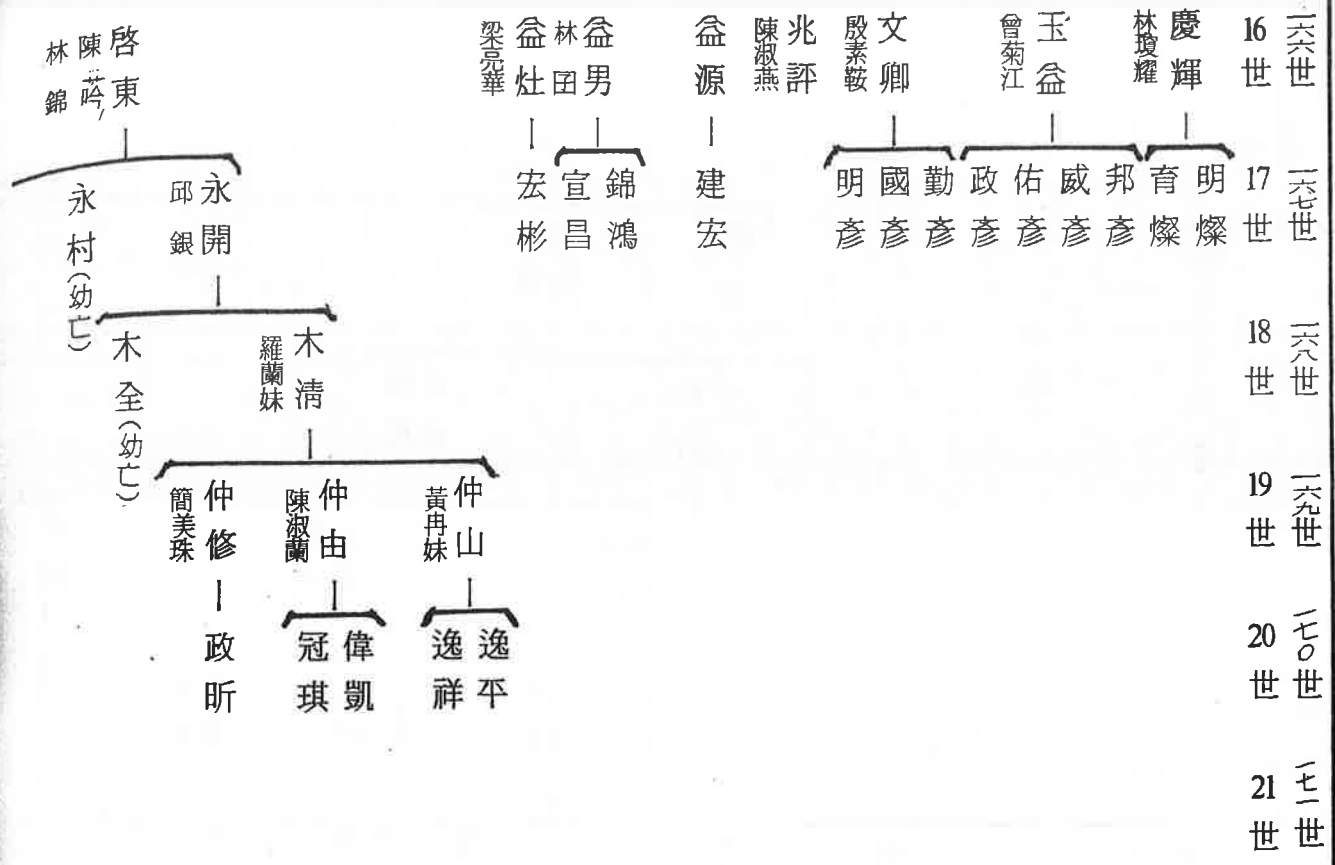 一六六世
16世
慶輝
林瓊耀
玉益
曾菊江
文卿
殷素鞍
兆評
陳淑燕
益源
益男
林
益灶
梁亮華
啓東
陳
林錦
一六七世
17世
明燦
育燦
邦彥
威彥
佑彥
政彥
勤彥
國彥
明彥
建宏
錦鴻
宣昌
宏彬
永開
邱銀
永村(幼亡)
一六八世
18世
木清
羅蘭妹
木全(幼亡)
一六九世
19世
仲山
黃冉妹
仲由
陳淑蘭
仲修
簡美珠
一七〇世
20世
逸平
逸祥
偉凱
冠琪
政昕
一七一世
21世